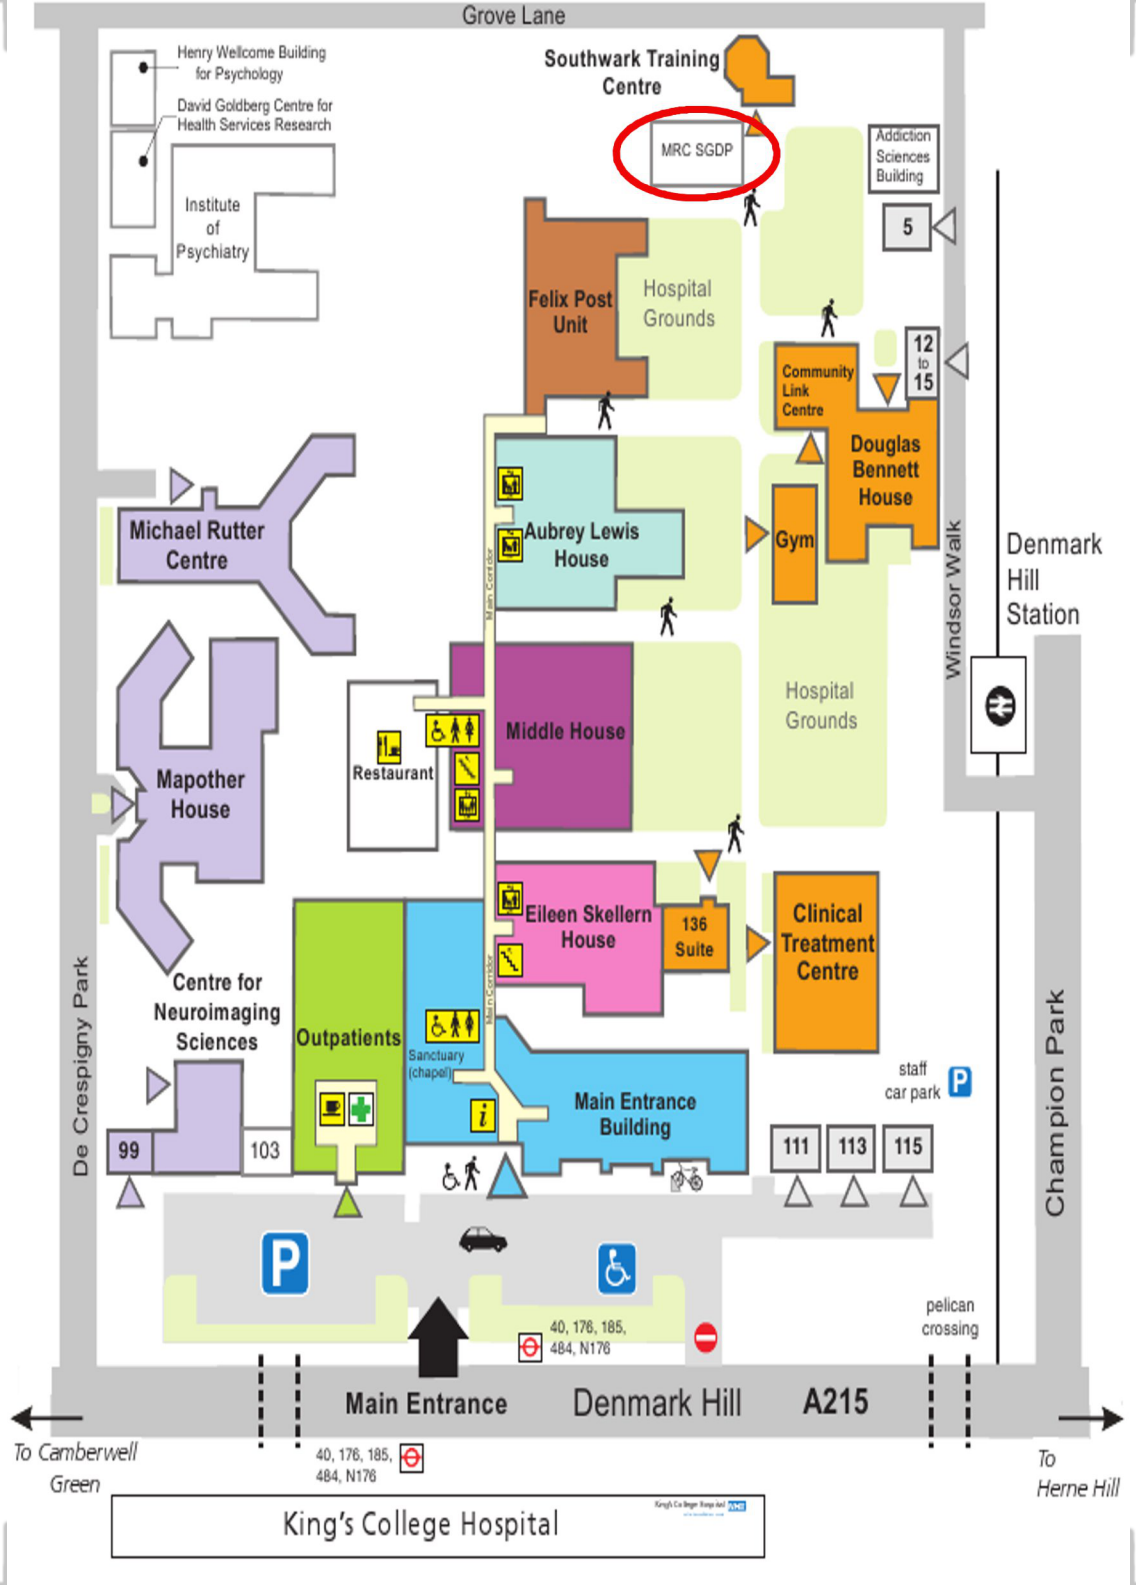 Grove Lane
Henry Wellcome Building
for Psychology
David Goldberg Centre for
Health Services Research
Institute
of
Psychiatry
Southwark Training
Centre
MRC SGDP
Addiction
Sciences
Building
5
Felix Post
Unit
Hospital
Grounds
12
to
15
Community
Link
Centre
Douglas
Bennett
House
Michael Rutter
Centre
Main Corridor
Aubrey Lewis
House
Gym
Windsor Walk
Denmark
Hill
Station
Mapother
House
Restaurant
Middle House
Hospital
Grounds
Eileen Skellern
House
136
Suite
Clinical
Treatment
Centre
De Crespigny Park
Centre for
Neuroimaging
Sciences
Outpatients
Main Corridor
Sanctuary
(chapel)
i
Main Entrance
Building
staff
car park
P
Champion Park
99
103
111
113
115
P
40, 176, 185,
484, N176
pelican
crossing
Main Entrance
Denmark Hill
A215
To Camberwell
Green
40, 176, 185,
484, N176
To
Herne Hill
King's College Hospital
King's College Hospital
NHS